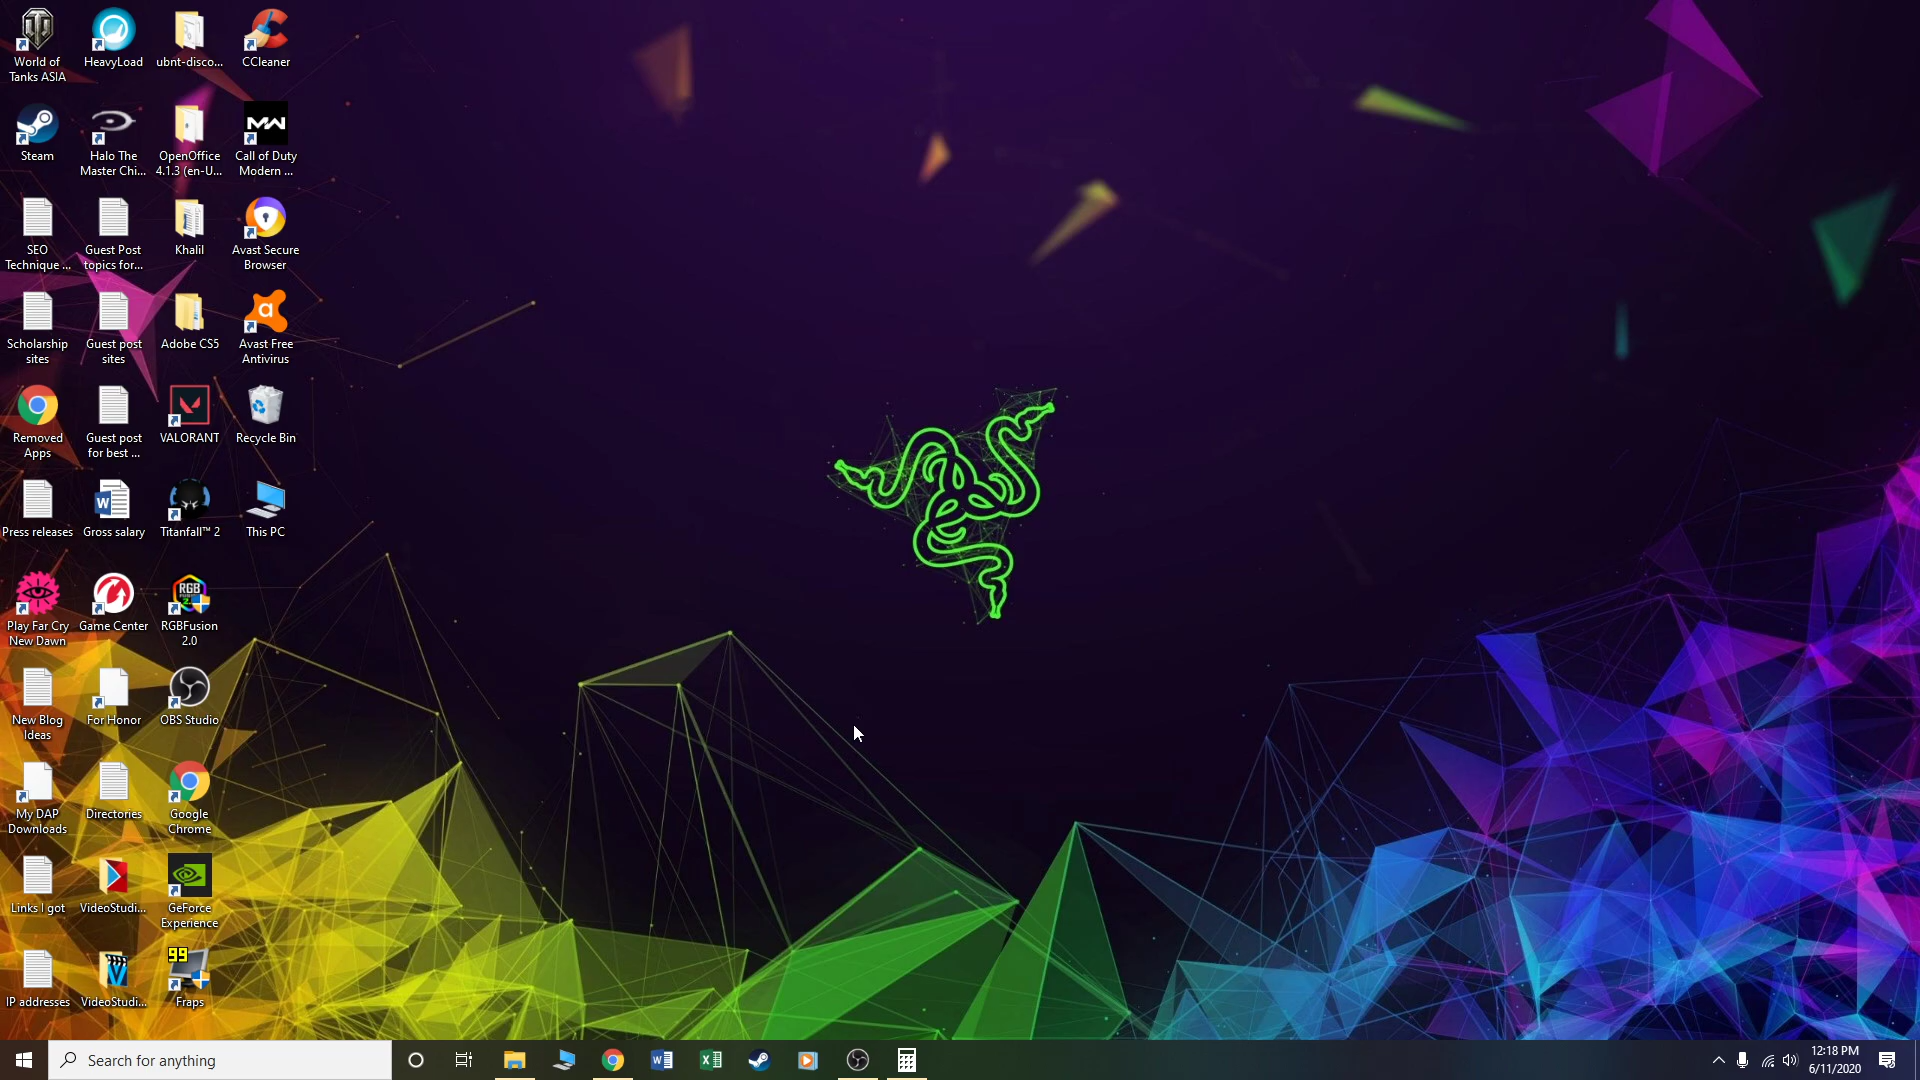 World of
Tanks ASIA
HeavyLoad
ubnt-disco...
CCleaner
Steam
Halo The
Master Chi...
OpenOffice
4.1.3 (en-U...
MW
Call of Duty
Modern ...
SEO
Technique ...
Guest Post
topics for...
Khalil
Avast Secure
Browser
Scholarship
sites
Guest post
sites
Adobe CS5
a
Avast Free
Antivirus
Removed
Apps
Guest post
for best ...
VALORANT
Recycle Bin
Press releases
W
Gross salary
Titanfall™ 2
This PC
Play Far Cry
New Dawn
Game Center
RGB
RGBFusion
2.0
New Blog
Ideas
For Honor
OBS Studio
My DAP
Downloads
Directories
Google
Chrome
Links I got
VideoStudi...
GeForce
Experience
IP addresses
V
VideoStudi...
99
Fraps
Search for anything
W
X
12:18 PM
6/11/2020